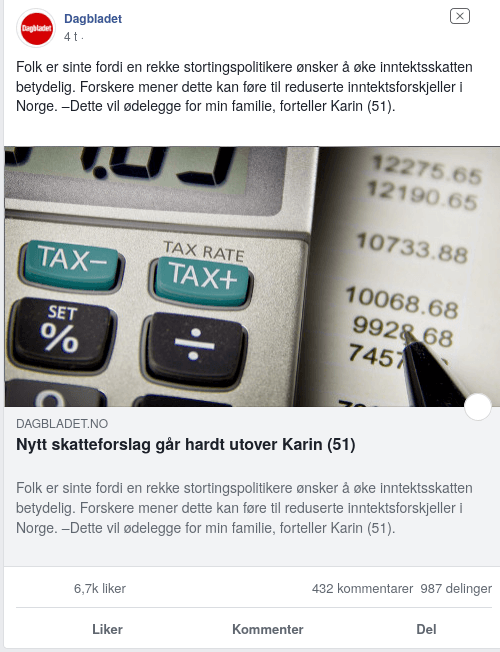 Dagbladet
Dagbladet
4 t ·
Folk er sinte fordi en rekke stortingspolitikere ønsker å øke inntektsskatten
betydelig. Forskere mener dette kan føre til reduserte inntektsforskjeller i
Norge. –Dette vil ødelegge for min familie, forteller Karin (51).
12275.65
12190.65
10733.88
10068.68
9928.68
TAX RATE
TAX−
TAX+
SET
%
÷
DAGBLADET.NO
Nytt skatteforslag går hardt utover Karin (51)
Folk er sinte fordi en rekke stortingspolitikere ønsker å øke inntektsskatten
betydelig. Forskere mener dette kan føre til reduserte inntektsforskjeller i
Norge. –Dette vil ødelegge for min familie, forteller Karin (51).
6,7k liker
432 kommentarer 987 delinger
Liker Kommenter Del